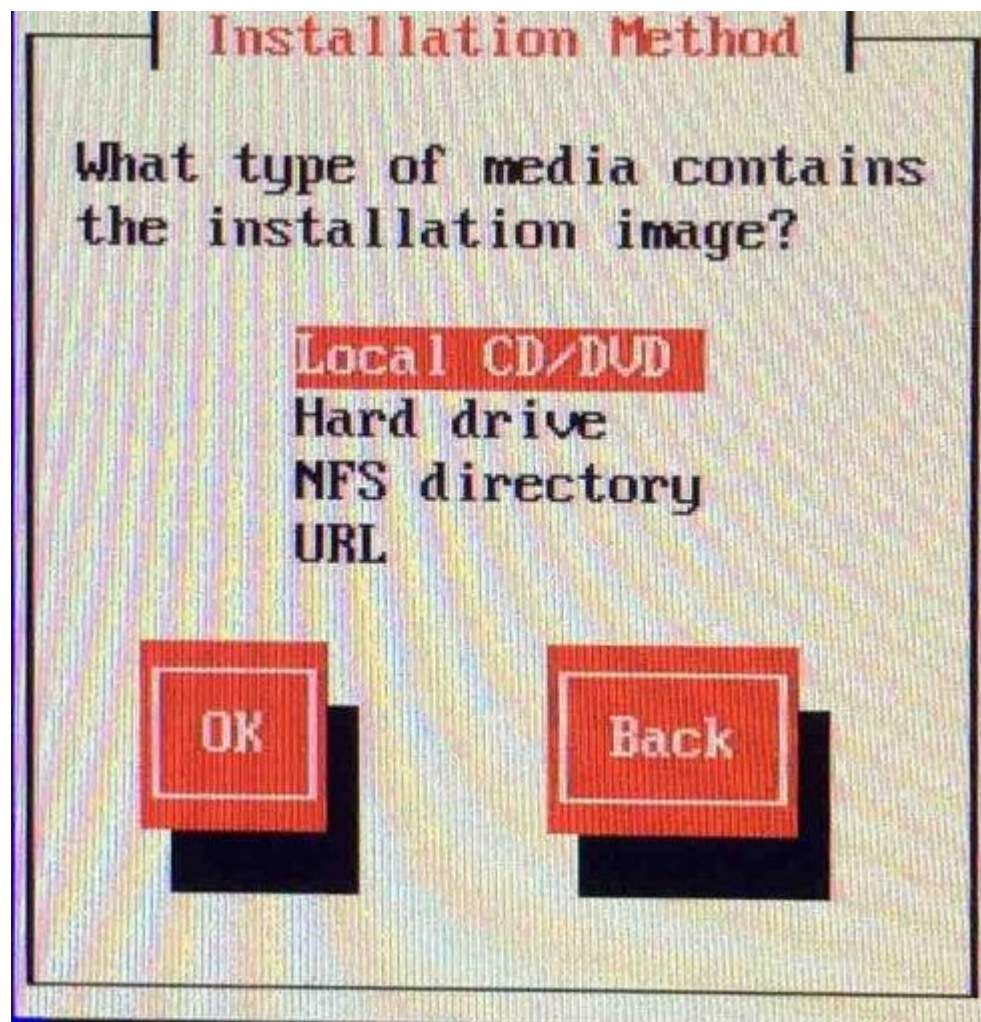 Installation Method
What type of media contains
the installation image?
Local CD/DVD
Hard drive
NFS directory
URL
OK
Back